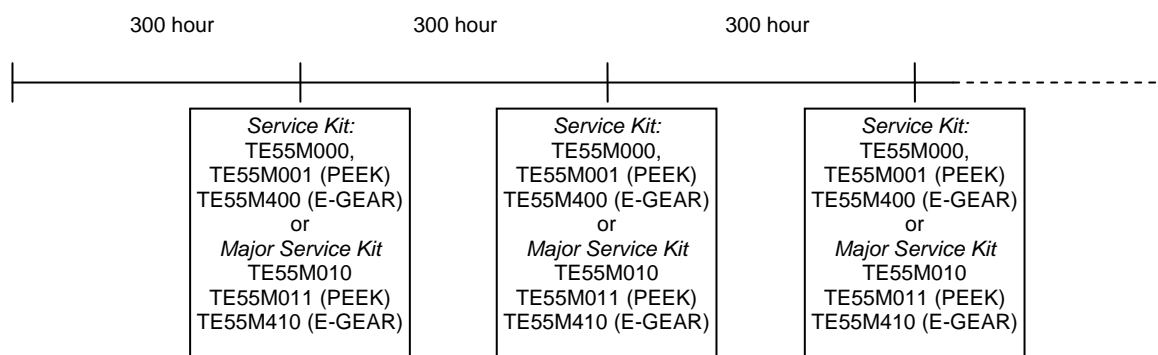 300 hour
300 hour
300 hour
Service Kit:
TE55M000,
TE55M001 (PEEK)
TE55M400 (E-GEAR)
or
Major Service Kit
TE55M010
TE55M011 (PEEK)
TE55M410 (E-GEAR)
Service Kit:
TE55M000,
TE55M001 (PEEK)
TE55M400 (E-GEAR)
or
Major Service Kit
TE55M010
TE55M011 (PEEK)
TE55M410 (E-GEAR)
Service Kit:
TE55M000,
TE55M001 (PEEK)
TE55M400 (E-GEAR)
or
Major Service Kit
TE55M010
TE55M011 (PEEK)
TE55M410 (E-GEAR)